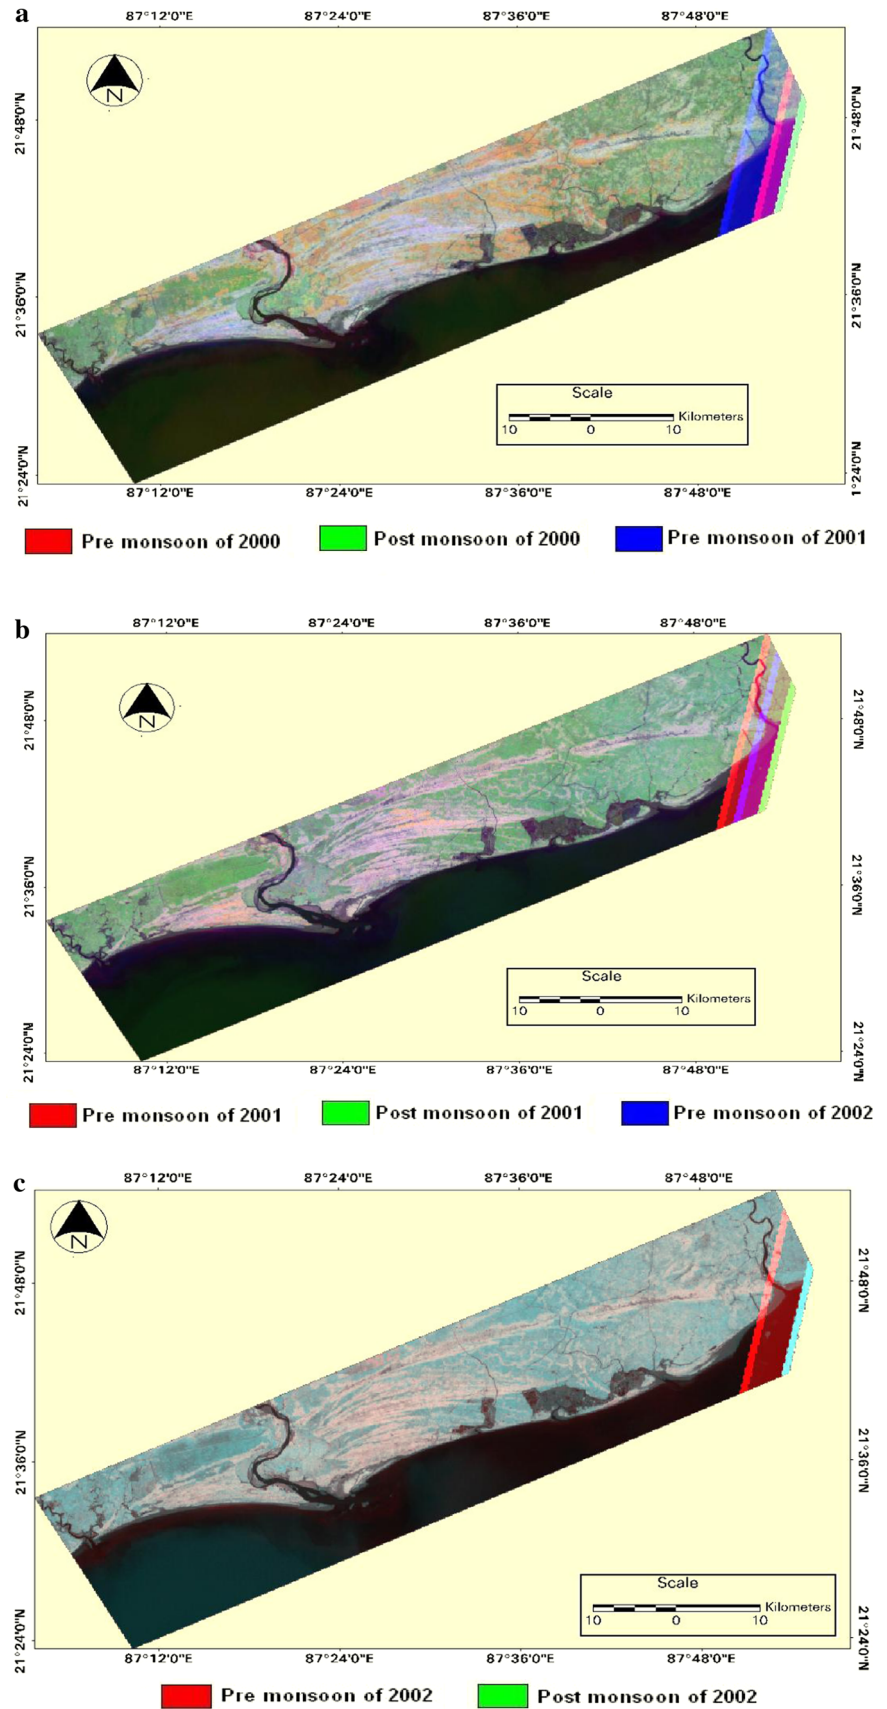 a
87°12'0"E 87°24'0"E 87°36'0"E 87°48'0"E
21°48'0"N 21°48'0"N
N
21°36'0"N 21°36'0"N
Scale
Kilometers
10 0 10
21°24'0"N 1°24'0"N
87°12'0"E 87°24'0"E 87°36'0"E 87°48'0"E
Pre monsoon of 2000 Post monsoon of 2000 Pre monsoon of 2001
b
87°12'0"E 87°24'0"E 87°36'0"E 87°48'0"E
21°48'0"N 21°48'0"N
N
21°36'0"N 21°36'0"N
Scale
Kilometers
10 0 10
21°24'0"N 21°24'0"N
87°12'0"E 87°24'0"E 87°36'0"E 87°48'0"E
Pre monsoon of 2001 Post monsoon of 2001 Pre monsoon of 2002
c
87°12'0"E 87°24'0"E 87°36'0"E 87°48'0"E
N
21°48'0"N 21°48'0"N
21°36'0"N 21°36'0"N
Scale
Kilometers
10 0 10
21°24'0"N 21°24'0"N
87°12'0"E 87°24'0"E 87°36'0"E 87°48'0"E
Pre monsoon of 2002 Post monsoon of 2002